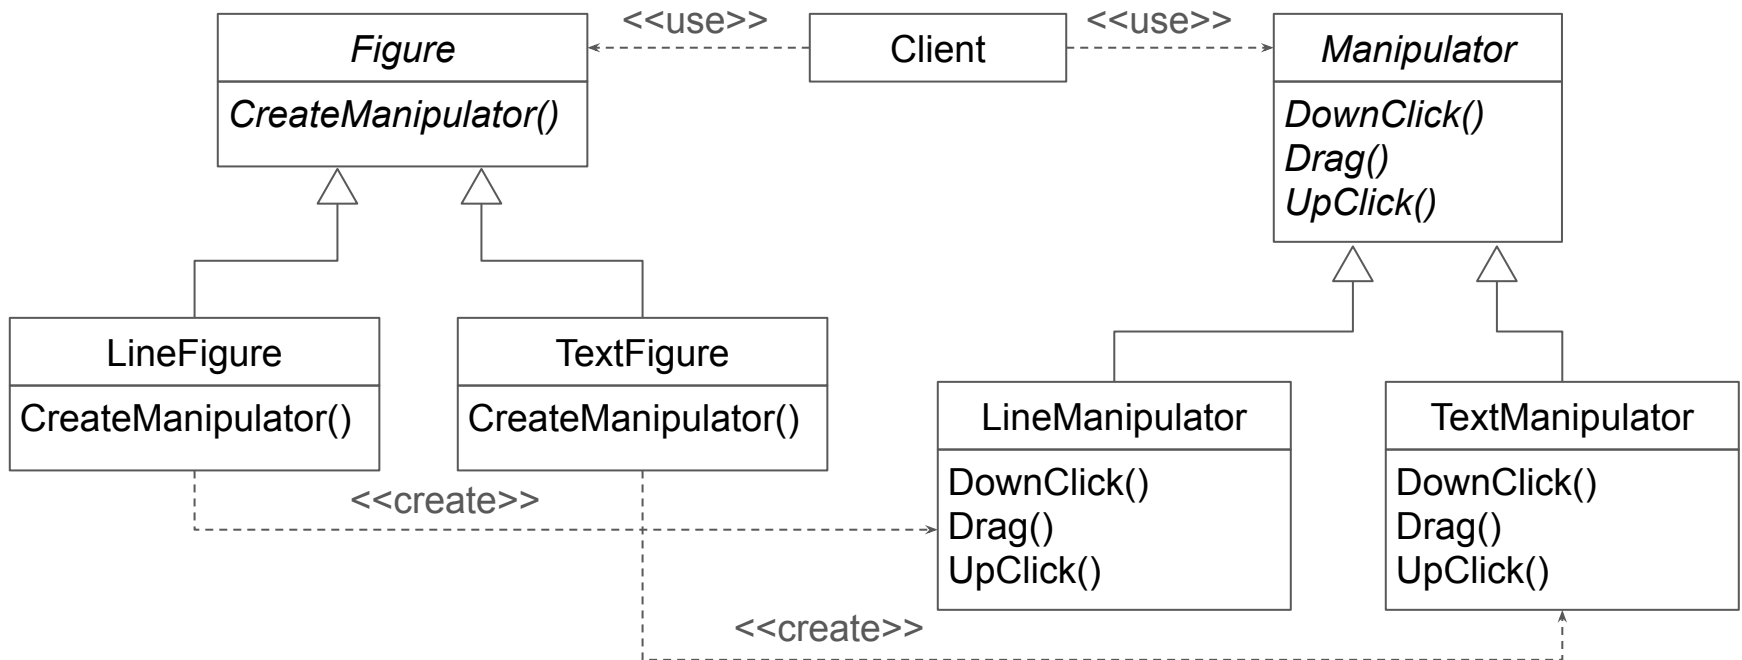 <<use>>
<<use>>
Figure
Client
Manipulator
CreateManipulator()
DownClick()
Drag()
UpClick()
LineFigure
TextFigure
CreateManipulator()
CreateManipulator()
LineManipulator
TextManipulator
DownClick()
Drag()
UpClick()
DownClick()
Drag()
UpClick()
<<create>>
<<create>>